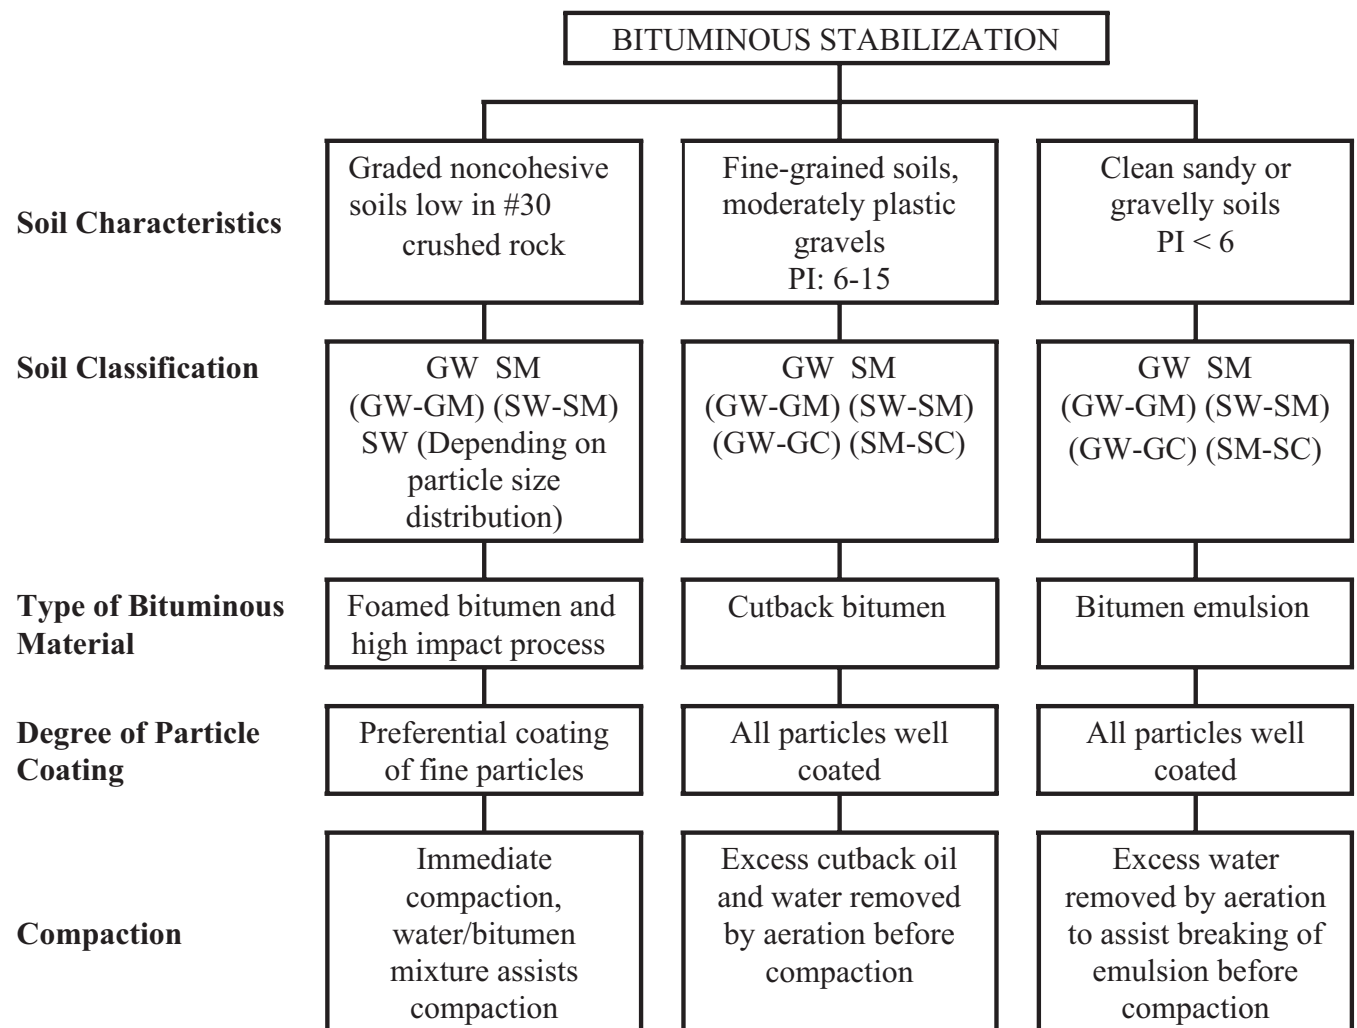 BITUMINOUS STABILIZATION
Soil Characteristics
Graded noncohesive
soils low in #30
crushed rock
Fine-grained soils,
moderately plastic
gravels
PI: 6-15
Clean sandy or
gravelly soils
PI < 6
Soil Classification
GW SM
(GW-GM) (SW-SM)
SW (Depending on
particle size
distribution)
GW SM
(GW-GM) (SW-SM)
(GW-GC) (SM-SC)
GW SM
(GW-GM) (SW-SM)
(GW-GC) (SM-SC)
Type of Bituminous
Material
Foamed bitumen and
high impact process
Cutback bitumen
Bitumen emulsion
Degree of Particle
Coating
Preferential coating
of fine particles
All particles well
coated
All particles well
coated
Compaction
Immediate
compaction,
water/bitumen
mixture assists
compaction
Excess cutback oil
and water removed
by aeration before
compaction
Excess water
removed by aeration
to assist breaking of
emulsion before
compaction